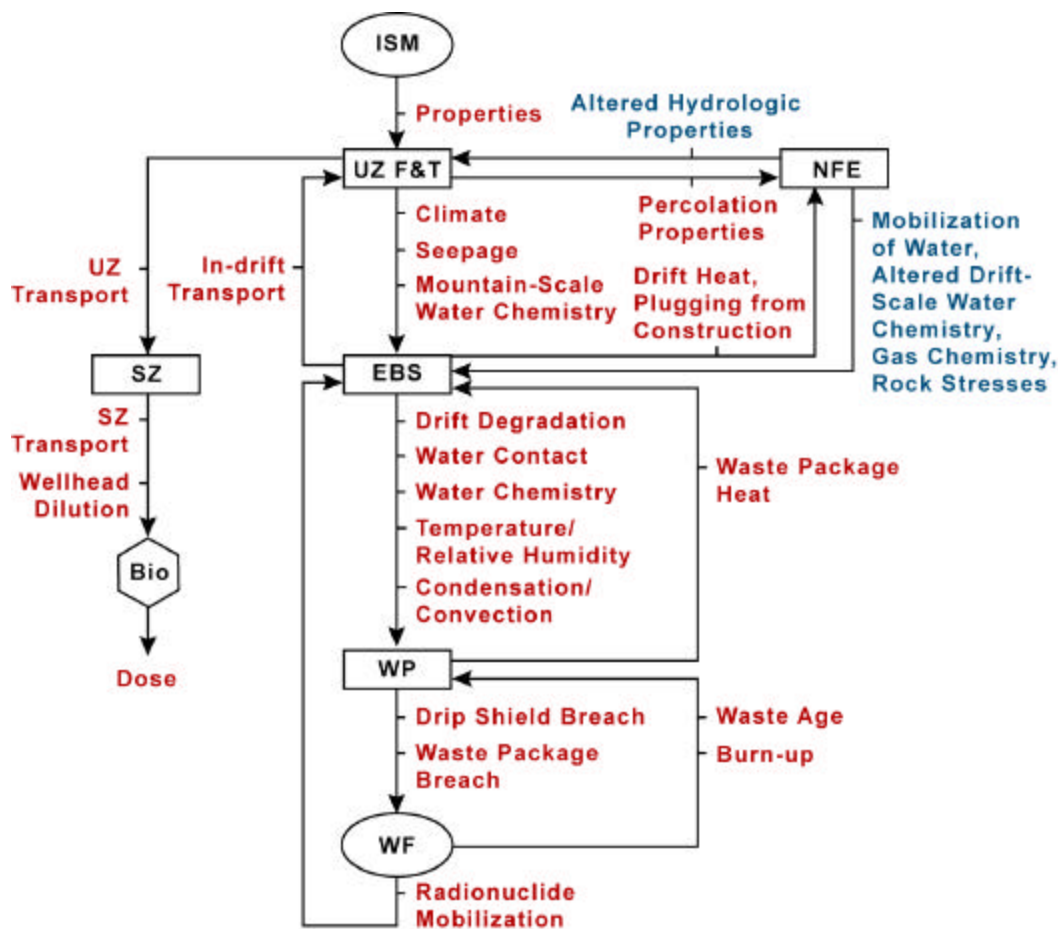 ISM
Properties
Altered Hydrologic
Properties
UZ F&T
NFE
Climate
Seepage
Mountain-Scale
Water Chemistry
Percolation
Properties
Drift Heat,
Plugging from
Construction
Mobilization
of Water,
Altered Drift-
Scale Water
Chemistry,
Gas Chemistry,
Rock Stresses
UZ
Transport
In-drift
Transport
SZ
EBS
SZ
Transport
Wellhead
Dilution
Drift Degradation
Water Contact
Water Chemistry
Temperature/
Relative Humidity
Condensation/
Convection
Waste Package
Heat
Bio
Dose
WP
Drip Shield Breach
Waste Package
Breach
Waste Age
Burn-up
WF
Radionuclide
Mobilization